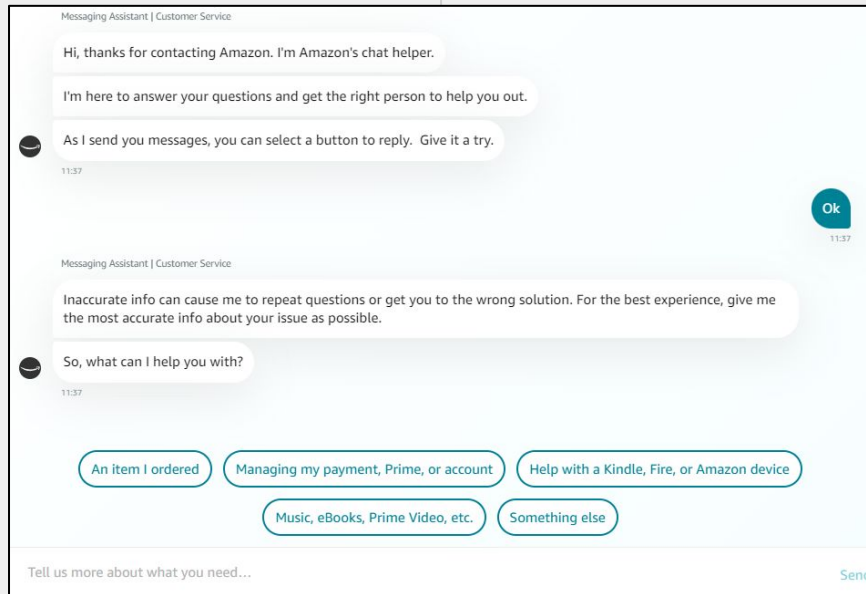 Messaging Assistant | Customer Service
Hi, thanks for contacting Amazon. I'm Amazon's chat helper.
I'm here to answer your questions and get the right person to help you out.
As I send you messages, you can select a button to reply.  Give it a try.
11:37
Ok
11:37
Messaging Assistant | Customer Service
Inaccurate info can cause me to repeat questions or get you to the wrong solution. For the best experience, give me
the most accurate info about your issue as possible.
So, what can I help you with?
11:37
An item I ordered Managing my payment, Prime, or account Help with a Kindle, Fire, or Amazon device
Music, eBooks, Prime Video, etc. Something else
Tell us more about what you need... Send